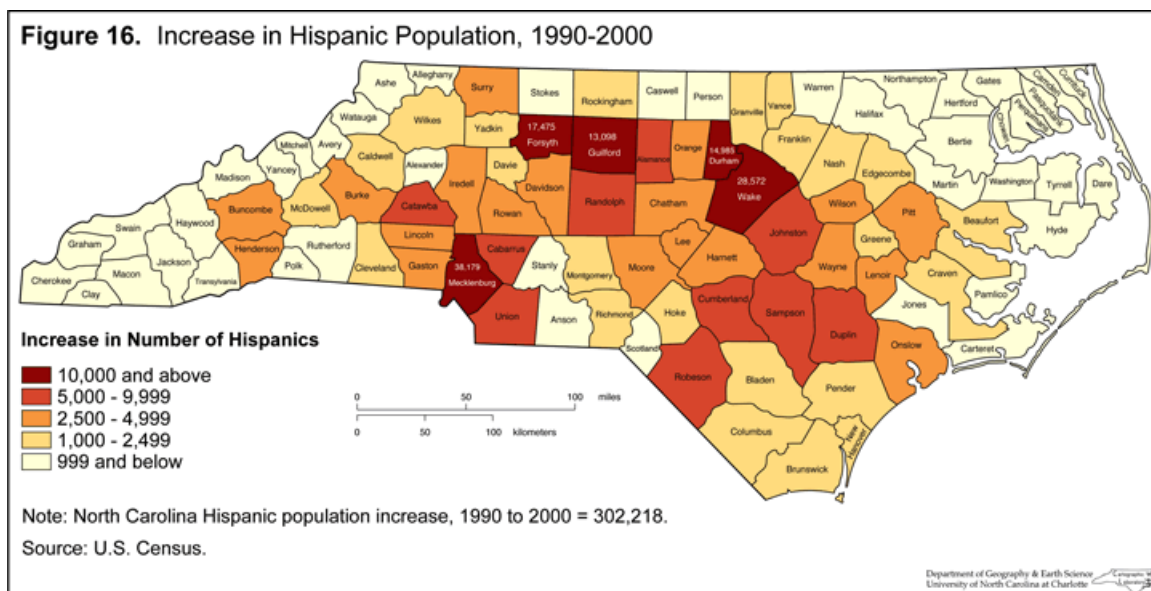 Figure 16. Increase in Hispanic Population, 1990-2000
Ashe
Alleghany
Surry
Stokes
Rockingham
Caswell
Person
Granville
Vance
Warren
Northampton
Gates
Hertford
Halifax
Camden
Currituck
Pasquotank
Perquimans
Chowan
Bertie
Watauga
Wilkes
Yadkin
17,475
Forsyth
13,098
Guilford
Alamance
Orange
14,985
Durham
Franklin
Nash
Edgecombe
Martin
Washington
Tyrrell
Dare
Mitchell
Avery
Caldwell
Alexander
Davie
Iredell
Davidson
Randolph
Chatham
28,572
Wake
Wilson
Pitt
Beaufort
Hyde
Madison
Yancey
Burke
McDowell
Catawba
Rowan
Buncombe
Haywood
Swain
Graham
Henderson
Rutherford
Polk
Lincoln
Cleveland
Gaston
Cabarrus
Stanly
Montgomery
Moore
Lee
Harnett
Johnston
Wayne
Greene
Lenoir
Craven
Pamlico
Jackson
Macon
Transylvania
Cherokee
Clay
38,179
Mecklenburg
Union
Anson
Richmond
Hoke
Scotland
Cumberland
Sampson
Duplin
Jones
Onslow
Carteret
Robeson
Bladen
Pender
Columbus
New
Hanover
Brunswick
Increase in Number of Hispanics
10,000 and above
5,000 - 9,999
2,500 - 4,999
1,000 - 2,499
999 and below
0 50 100 miles
0 50 100 kilometers
Note: North Carolina Hispanic population increase, 1990 to 2000 = 302,218.
Source: U.S. Census.
Department of Geography & Earth Science
University of North Carolina at Charlotte